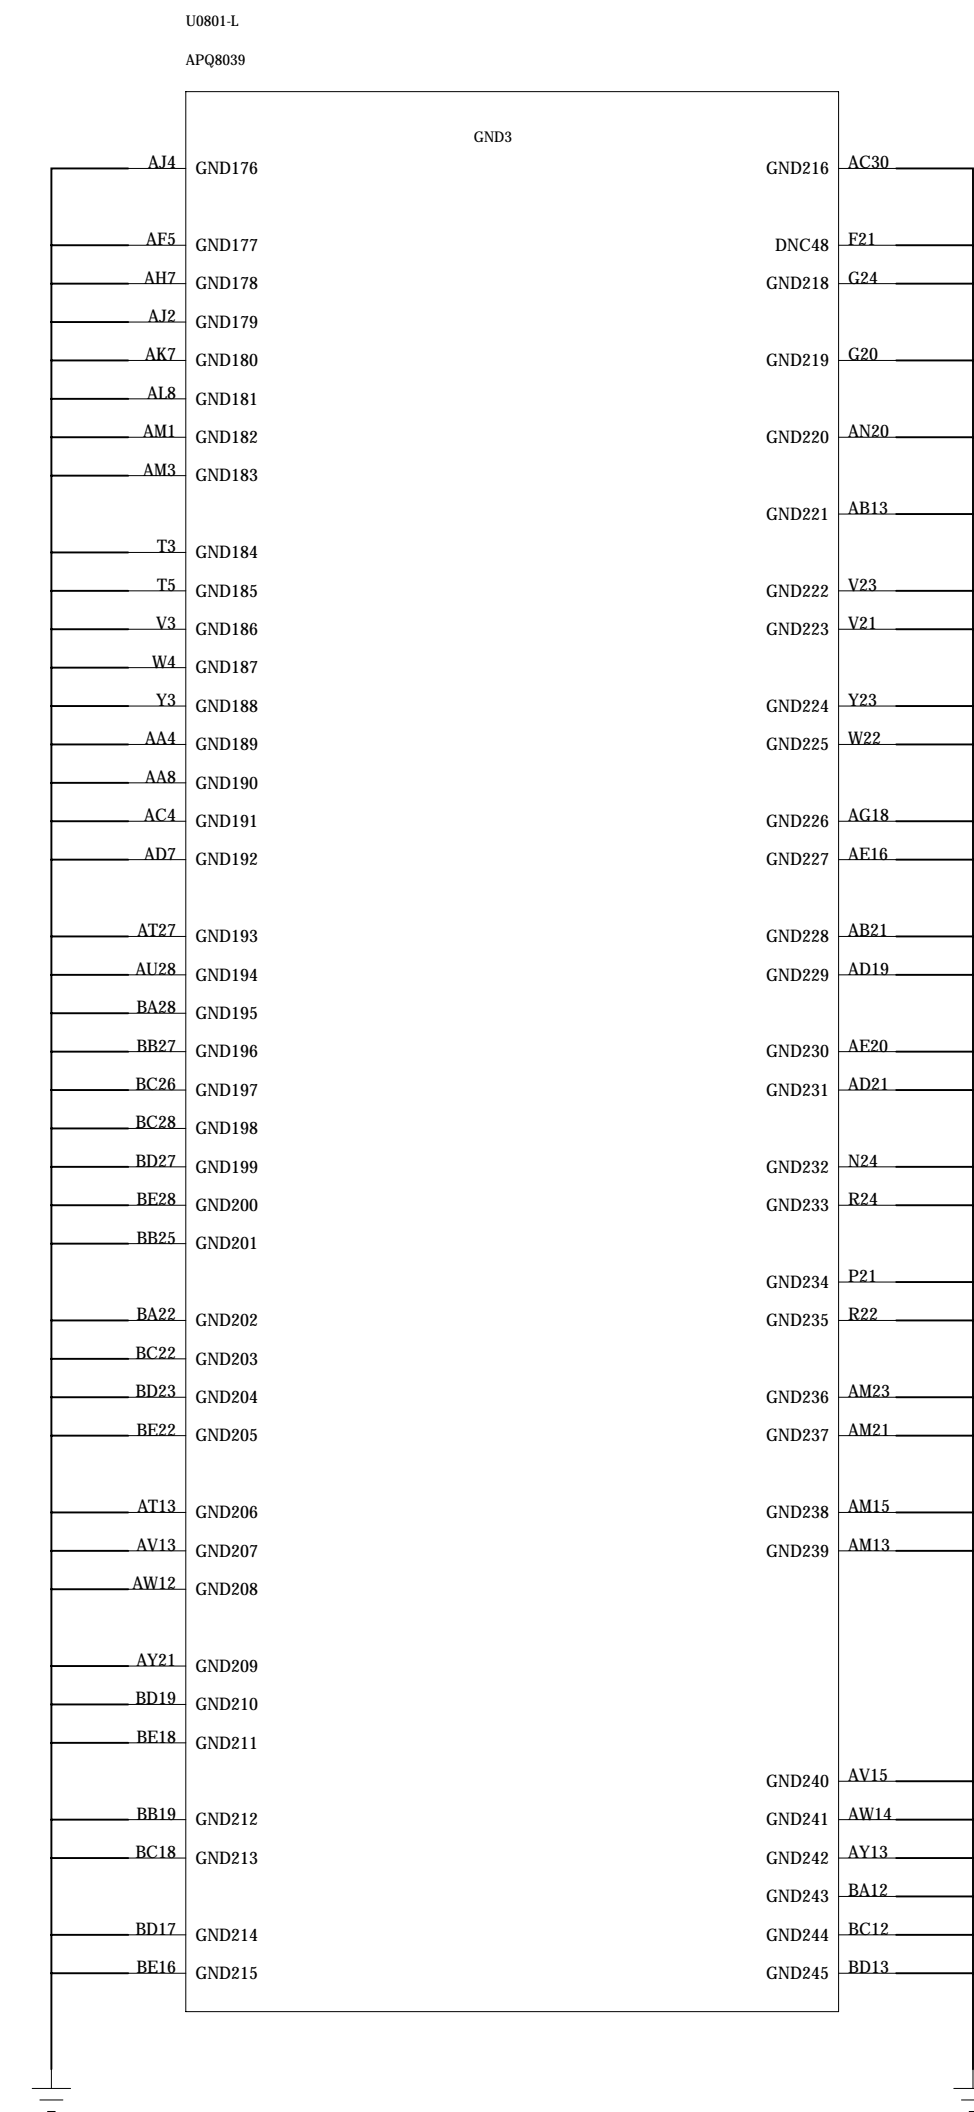 U0801-L
APQ8039
GND3
AJ4 GND176 GND216 AC30
AF5 GND177 DNC48 F21
AH7 GND178 GND218 G24
AJ2 GND179
AK7 GND180 GND219 G20
AL8 GND181
AM1 GND182 GND220 AN20
AM3 GND183
GND221 AB13
T3 GND184
T5 GND185 GND222 V23
V3 GND186 GND223 V21
W4 GND187
Y3 GND188 GND224 Y23
AA4 GND189 GND225 W22
AA8 GND190
AC4 GND191 GND226 AG18
AD7 GND192 GND227 AE16
AT27 GND193 GND228 AB21
AU28 GND194 GND229 AD19
BA28 GND195
BB27 GND196 GND230 AE20
BC26 GND197 GND231 AD21
BC28 GND198
BD27 GND199 GND232 N24
BE28 GND200 GND233 R24
BB25 GND201
GND234 P21
BA22 GND202 GND235 R22
BC22 GND203
BD23 GND204 GND236 AM23
BE22 GND205 GND237 AM21
AT13 GND206 GND238 AM15
AV13 GND207 GND239 AM13
AW12 GND208
AY21 GND209
BD19 GND210
BE18 GND211
GND240 AV15
BB19 GND212 GND241 AW14
BC18 GND213 GND242 AY13
GND243 BA12
BD17 GND214 GND244 BC12
BE16 GND215 GND245 BD13